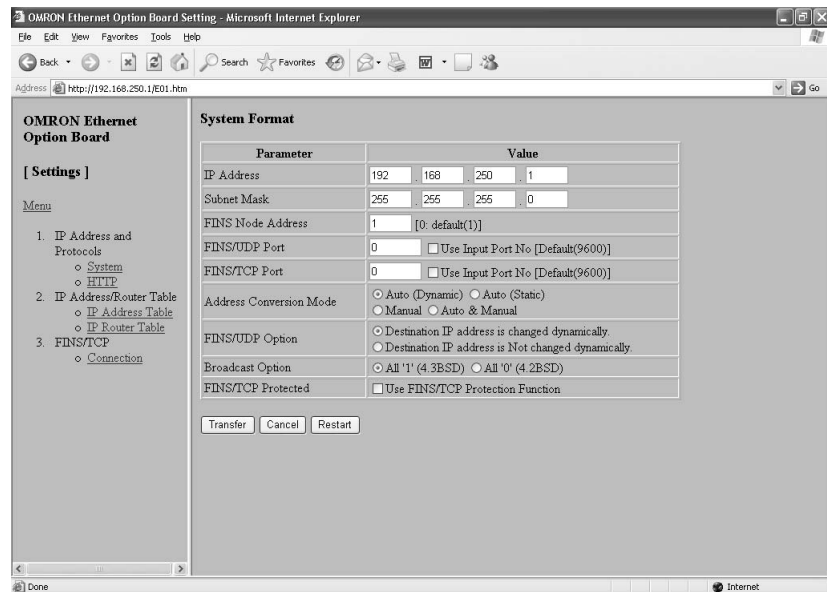 OMRON Ethernet Option Board Setting - Microsoft Internet Explorer
File Edit View Favorites Tools Help
Back Search Favorites
Address http://192.168.250.1/E01.htm Go
OMRON Ethernet
Option Board
[ Settings ]
Menu
1. IP Address and
Protocols
System
HTTP
2. IP Address/Router Table
IP Address Table
IP Router Table
3. FINS/TCP
Connection
System Format
Parameter Value
IP Address 192 . 168 . 250 . 1
Subnet Mask 255 . 255 . 255 . 0
FINS Node Address 1 [0: default(1)]
FINS/UDP Port 0 Use Input Port No [Default(9600)]
FINS/TCP Port 0 Use Input Port No [Default(9600)]
Address Conversion Mode Auto (Dynamic) Auto (Static)
Manual Auto & Manual
FINS/UDP Option Destination IP address is changed dynamically.
Destination IP address is Not changed dynamically.
Broadcast Option All '1' (4.3BSD) All '0' (4.2BSD)
FINS/TCP Protected Use FINS/TCP Protection Function
Transfer Cancel Restart
Done Internet